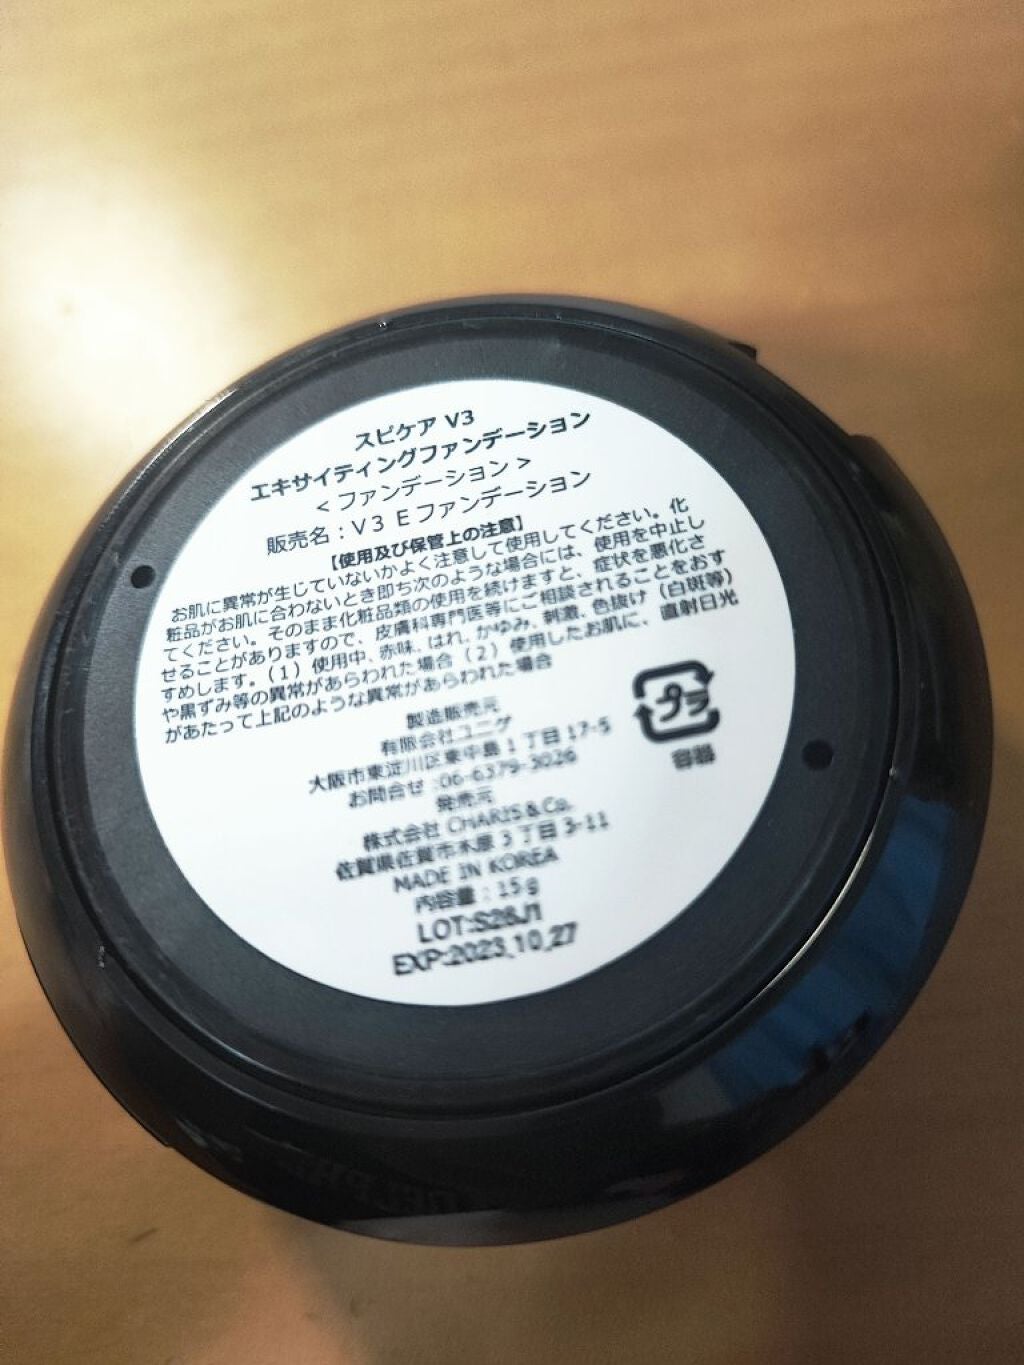 スピケア V3
エキサイティングファンデーション
＜ファンデーション＞
販売名：V3 Eファンデーション
【使用及び保管上の注意】
お肌に異常が生じていないかよく注意して使用してください。化
粧品がお肌に合わないとき即ち次のような場合には、使用を中止し
てください。そのまま化粧品類の使用を続けますと、症状を悪化さ
せることがありますので、皮膚科専門医等にご相談されることをおす
すめします。(1) 使用中、赤味、はれ、かゆみ、刺激、色抜け（白斑等）
や黒ずみ等の異常があらわれた場合（2）使用したお肌に、直射日光
があたって上記のような異常があらわれた場合
製造販売元
有限会社ユニグ
大阪市東淀川区東中島1丁目17-5
お問合せ:06-6379-3026
発売元
株式会社 CHARIS&Co.
佐賀県佐賀市木原3丁目3-11
MADE IN KOREA
内容量：15g
LOT:S26J1
EXP:2023.10.27
プラ
容器